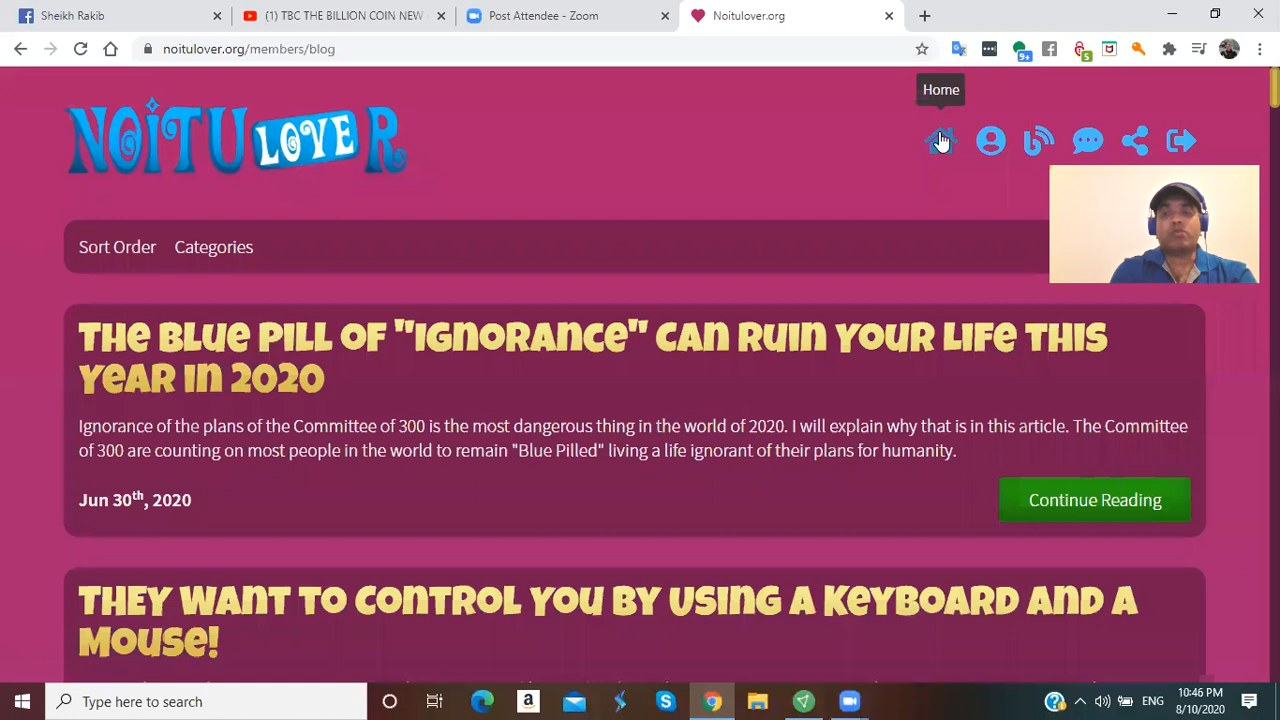 Sheikh Rakib
(1) TBC THE BILLION COIN NEW
Post Attendee - Zoom
Noitulover.org
noitulover.org/members/blog
9+
5
Home
NOITULOVER
Sort Order Categories
The Blue Pill of "Ignorance" Can Ruin Your Life This
Year in 2020
Ignorance of the plans of the Committee of 300 is the most dangerous thing in the world of 2020. I will explain why that is in this article. The Committee
of 300 are counting on most people in the world to remain "Blue Pilled" living a life ignorant of their plans for humanity.
Jun 30th, 2020
Continue Reading
They Want To Control You By Using A Keyboard And A
Mouse!
Type here to search
ENG
10:46 PM
8/10/2020